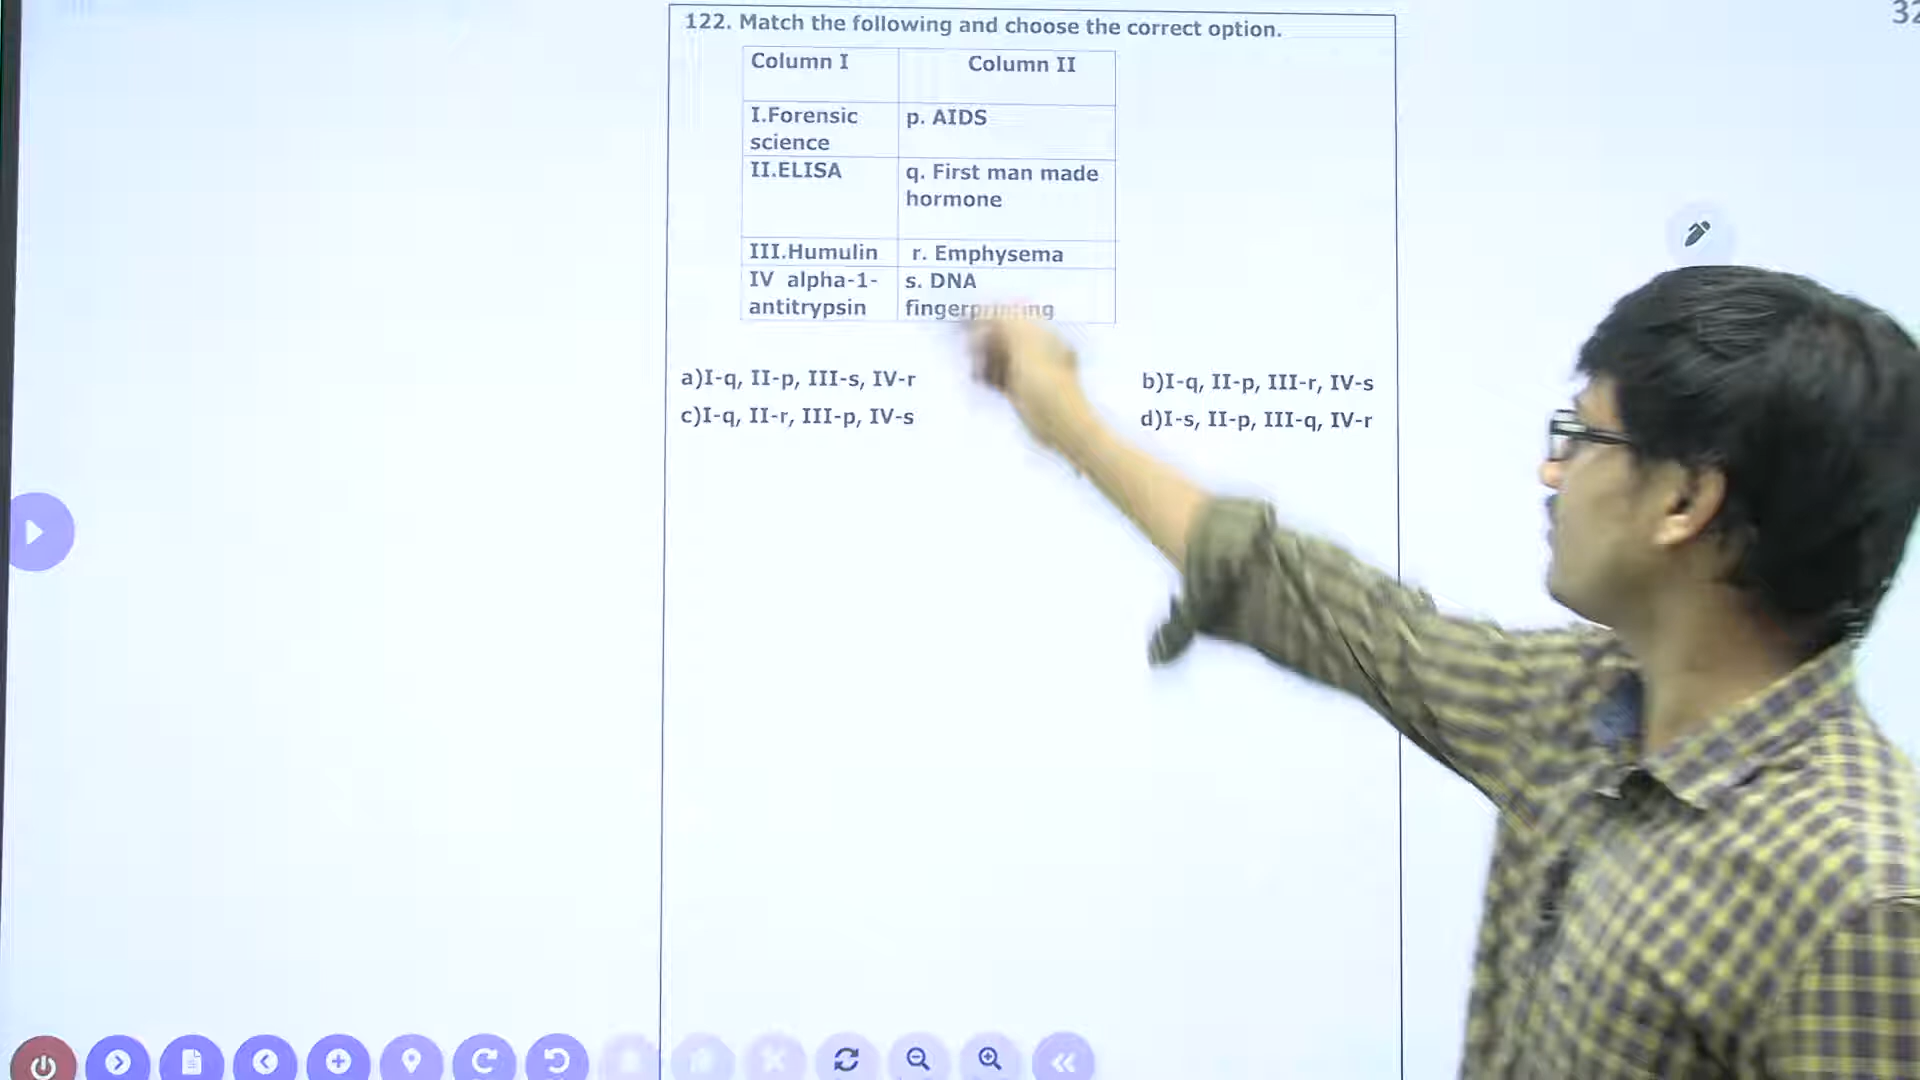 32
122. Match the following and choose the correct option.
Column I
Column II
I.Forensic science
p. AIDS
II.ELISA
q. First man made hormone
III.Humulin
r. Emphysema
IV alpha-1-antitrypsin
s. DNA fingerprinting
a)I-q, II-p, III-s, IV-r
b)I-q, II-p, III-r, IV-s
c)I-q, II-r, III-p, IV-s
d)I-s, II-p, III-q, IV-r